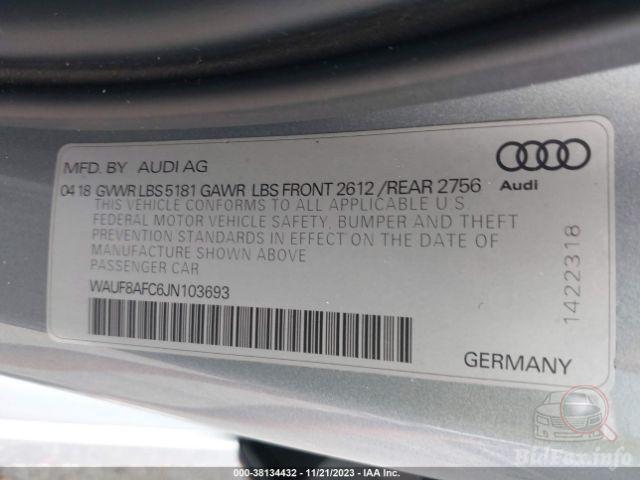 MFD. BY AUDI AG
04 18 GVWR LBS 5181 GAWR LBS FRONT 2612 /REAR 2756
Audi
THIS VEHICLE CONFORMS TO ALL APPLICABLE U.S.
FEDERAL MOTOR VEHICLE SAFETY, BUMPER AND THEFT
PREVENTION STANDARDS IN EFFECT ON THE DATE OF
MANUFACTURE SHOWN ABOVE
PASSENGER CAR
WAUF8AFC6JN103693
1422318
GERMANY
BidFax.info
000-38134432 - 11/21/2023 - IAA Inc.